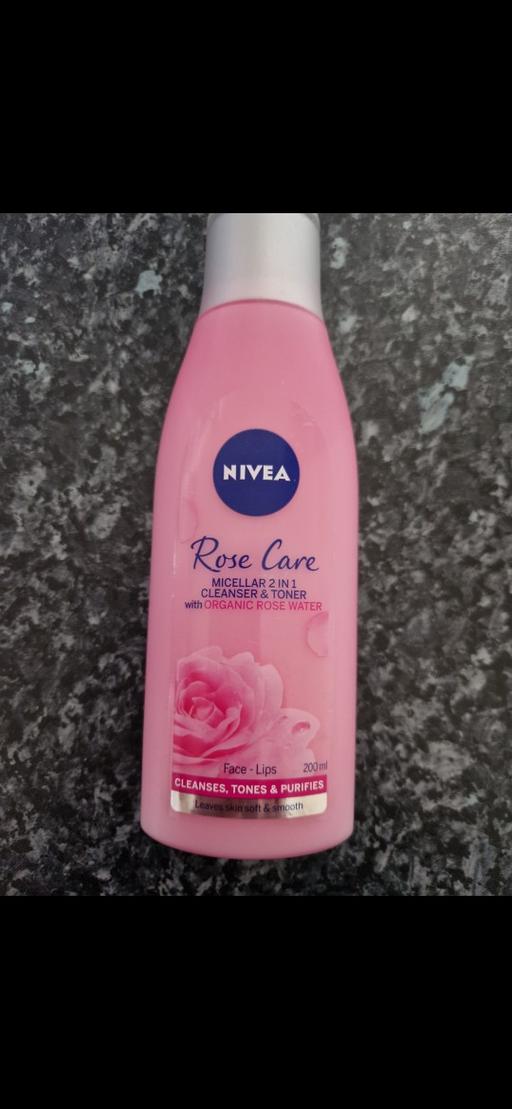 NIVEA
Rose Care
MICELLAR 2 IN 1
CLEANSER & TONER
with ORGANIC ROSE WATER
Face - Lips 200 ml
CLEANSES, TONES & PURIFIES
Leaves skin soft & smooth